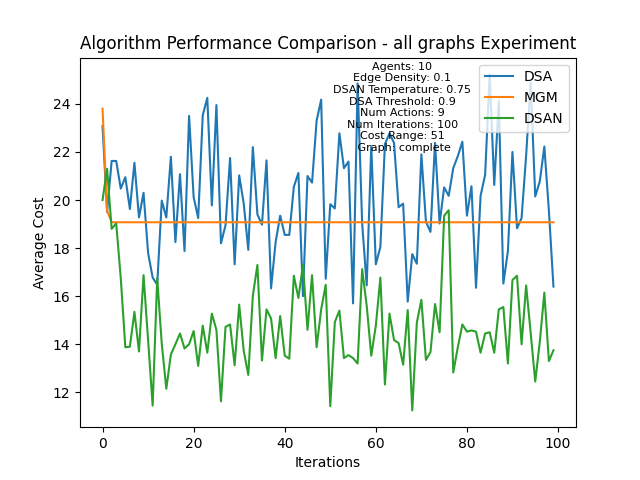 Algorithm Performance Comparison - all graphs Experiment
Agents: 10
Edge Density: 0.1
DSAN Temperature: 0.75
DSA Threshold: 0.9
Num Actions: 9
Num Iterations: 100
Cost Range: 51
Graph: complete
DSA
MGM
DSAN
Average Cost
24
22
20
18
16
14
12
0
20
40
60
80
100
Iterations